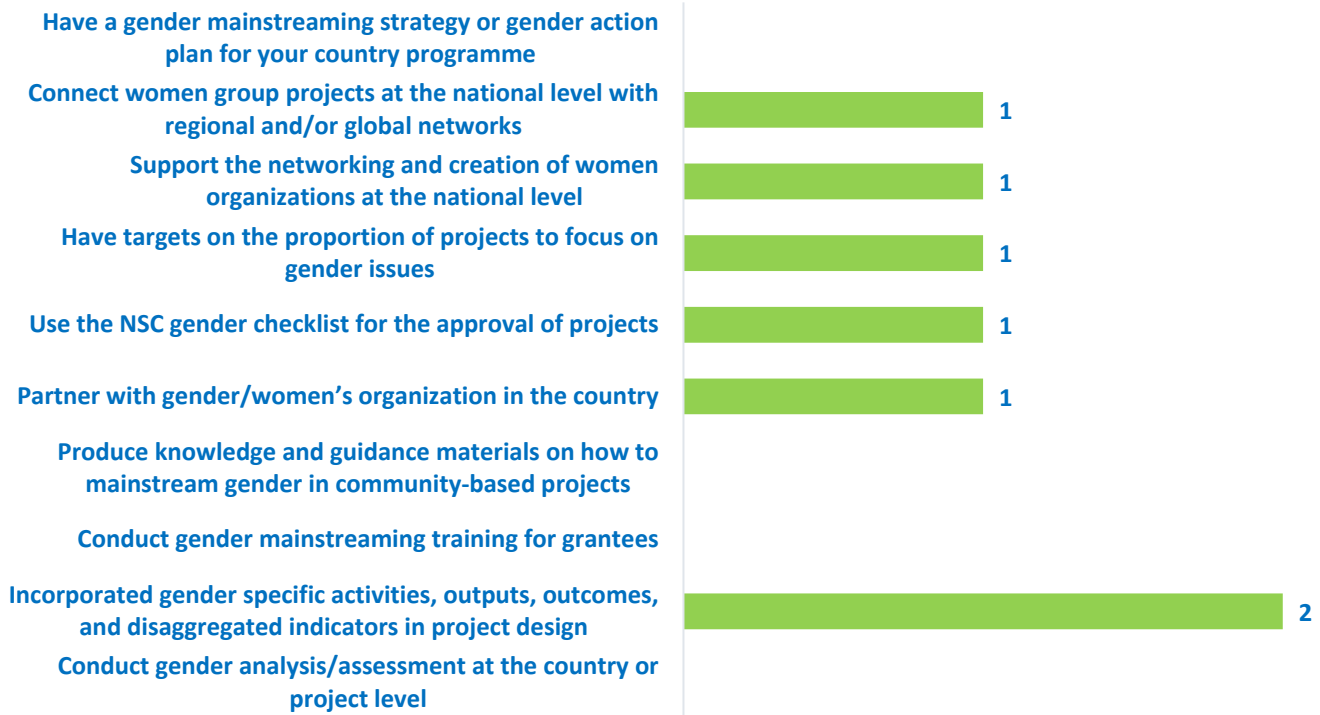 Have a gender mainstreaming strategy or gender action
plan for your country programme
Connect women group projects at the national level with
regional and/or global networks
1
Support the networking and creation of women
organizations at the national level
1
Have targets on the proportion of projects to focus on
gender issues
1
Use the NSC gender checklist for the approval of projects
1
Partner with gender/women’s organization in the country
1
Produce knowledge and guidance materials on how to
mainstream gender in community-based projects
Conduct gender mainstreaming training for grantees
Incorporated gender specific activities, outputs, outcomes,
and disaggregated indicators in project design
2
Conduct gender analysis/assessment at the country or
project level